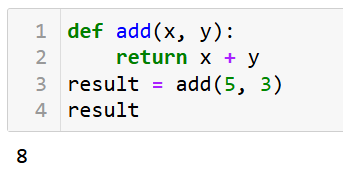 1 def add(x, y):
2     return x + y
3 result = add(5, 3)
4 result
8